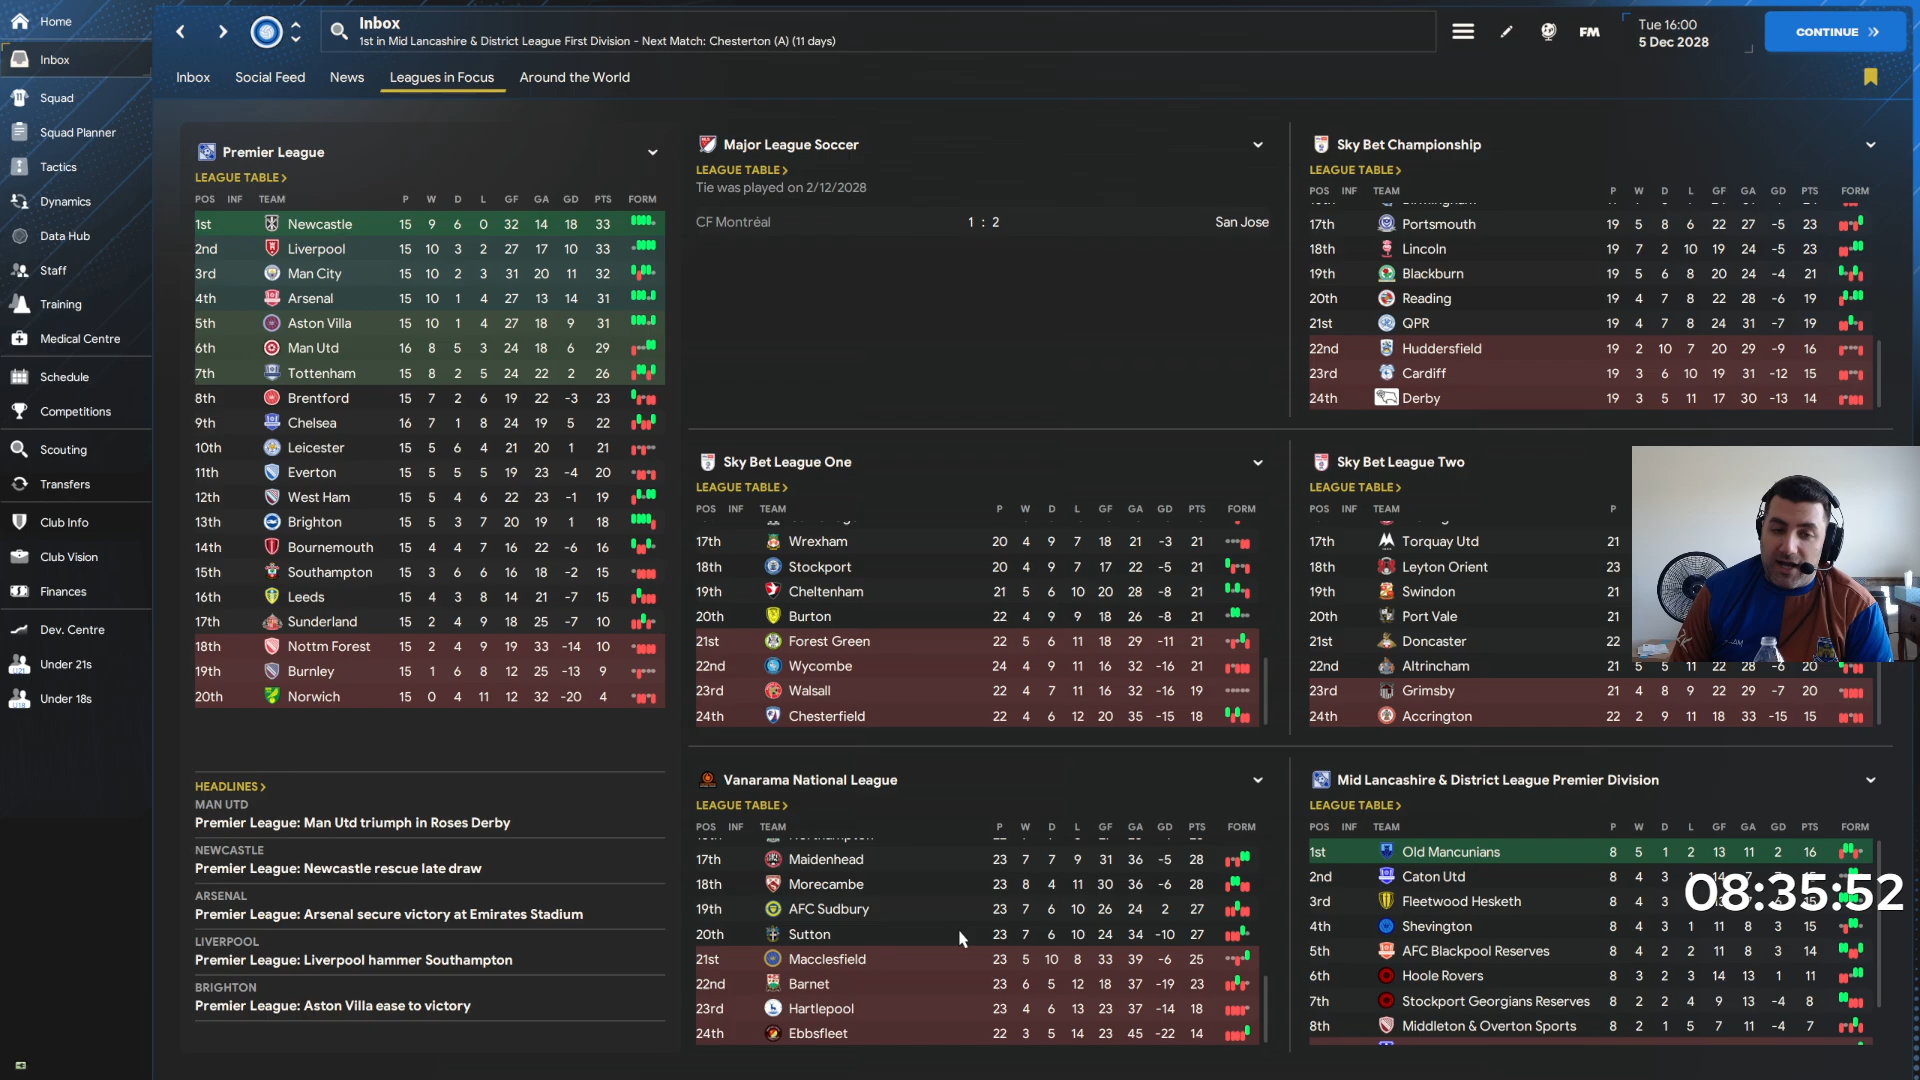 Home
Inbox
Squad
Squad Planner
Tactics
Dynamics
Data Hub
Staff
Training
Medical Centre
Schedule
Competitions
Scouting
Transfers
Club Info
Club Vision
Finances
Dev. Centre
Under 21s
Under 18s
Inbox
1st in Mid Lancashire & District League First Division - Next Match: Chesterton (A) (11 days)
FM
Tue 16:00
5 Dec 2028
CONTINUE
Inbox Social Feed News Leagues in Focus Around the World
Premier League
LEAGUE TABLE >
POS INF TEAM P W D L GF GA GD PTS FORM
1st Newcastle 15 9 6 0 32 14 18 33
2nd Liverpool 15 10 3 2 27 17 10 33
3rd Man City 15 10 2 3 31 20 11 32
4th Arsenal 15 10 1 4 27 13 14 31
5th Aston Villa 15 10 1 4 27 18 9 31
6th Man Utd 16 8 5 3 24 18 6 29
7th Tottenham 15 8 2 5 24 22 2 26
8th Brentford 15 7 2 6 19 22 -3 23
9th Chelsea 16 7 1 8 24 19 5 22
10th Leicester 15 5 6 4 21 20 1 21
11th Everton 15 5 5 5 19 23 -4 20
12th West Ham 15 5 4 6 22 23 -1 19
13th Brighton 15 5 3 7 20 19 1 18
14th Bournemouth 15 4 4 7 16 22 -6 16
15th Southampton 15 3 6 6 16 18 -2 15
16th Leeds 15 4 3 8 14 21 -7 15
17th Sunderland 15 2 4 9 18 25 -7 10
18th Nottm Forest 15 2 4 9 19 33 -14 10
19th Burnley 15 1 6 8 12 25 -13 9
20th Norwich 15 0 4 11 12 32 -20 4
HEADLINES >
MAN UTD
Premier League: Man Utd triumph in Roses Derby
NEWCASTLE
Premier League: Newcastle rescue late draw
ARSENAL
Premier League: Arsenal secure victory at Emirates Stadium
LIVERPOOL
Premier League: Liverpool hammer Southampton
BRIGHTON
Premier League: Aston Villa ease to victory
Major League Soccer
LEAGUE TABLE >
Tie was played on 2/12/2028
CF Montréal 1 : 2 San Jose
Sky Bet Championship
LEAGUE TABLE >
POS INF TEAM P W D L GF GA GD PTS FORM
17th Portsmouth 19 5 8 6 22 27 -5 23
18th Lincoln 19 7 2 10 19 24 -5 23
19th Blackburn 19 5 6 8 20 24 -4 21
20th Reading 19 4 7 8 22 28 -6 19
21st QPR 19 4 7 8 24 31 -7 19
22nd Huddersfield 19 2 10 7 20 29 -9 16
23rd Cardiff 19 3 6 10 19 31 -12 15
24th Derby 19 3 5 11 17 30 -13 14
Sky Bet League One
LEAGUE TABLE >
POS INF TEAM P W D L GF GA GD PTS FORM
17th Wrexham 20 4 9 7 18 21 -3 21
18th Stockport 20 4 9 7 17 22 -5 21
19th Cheltenham 21 5 6 10 20 28 -8 21
20th Burton 22 4 9 9 18 26 -8 21
21st Forest Green 22 5 6 11 18 29 -11 21
22nd Wycombe 24 4 9 11 16 32 -16 21
23rd Walsall 22 4 7 11 16 32 -16 19
24th Chesterfield 22 4 6 12 20 35 -15 18
Sky Bet League Two
LEAGUE TABLE >
POS INF TEAM P
17th Torquay Utd 21
18th Leyton Orient 23
19th Swindon 21
20th Port Vale 21
21st Doncaster 22
22nd Altrincham 21 5 5 11 22 28 -6 20
23rd Grimsby 21 4 8 9 22 29 -7 20
24th Accrington 22 2 9 11 18 33 -15 15
Vanarama National League
LEAGUE TABLE >
POS INF TEAM P W D L GF GA GD PTS FORM
17th Maidenhead 23 7 7 9 31 36 -5 28
18th Morecambe 23 8 4 11 30 36 -6 28
19th AFC Sudbury 23 7 6 10 26 24 2 27
20th Sutton 23 7 6 10 24 34 -10 27
21st Macclesfield 23 5 10 8 33 39 -6 25
22nd Barnet 23 6 5 12 18 37 -19 23
23rd Hartlepool 23 4 6 13 23 37 -14 18
24th Ebbsfleet 22 3 5 14 23 45 -22 14
Mid Lancashire & District League Premier Division
LEAGUE TABLE >
POS INF TEAM P W D L GF GA GD PTS FORM
1st Old Mancunians 8 5 1 2 13 11 2 16
2nd Caton Utd 8 4 3
3rd Fleetwood Hesketh 8 4 3
08:35:52
4th Shevington 8 4 3 1 11 8 3 15
5th AFC Blackpool Reserves 8 4 2 2 11 8 3 14
6th Hoole Rovers 8 3 2 3 14 13 1 11
7th Stockport Georgians Reserves 8 2 2 4 9 13 -4 8
8th Middleton & Overton Sports 8 2 1 5 7 11 -4 7